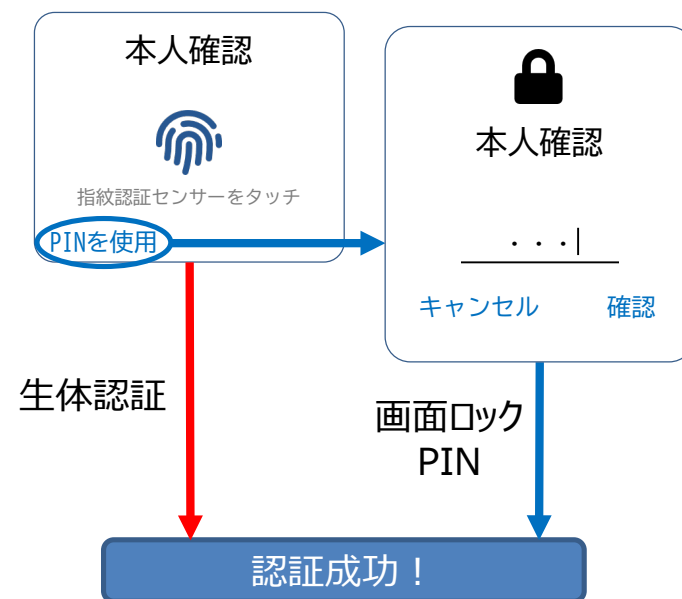 本人確認
指紋認証センサーをタッチ
PINを使用
本人確認
・・・
キャンセル 確認
生体認証
画面ロック
PIN
認証成功！